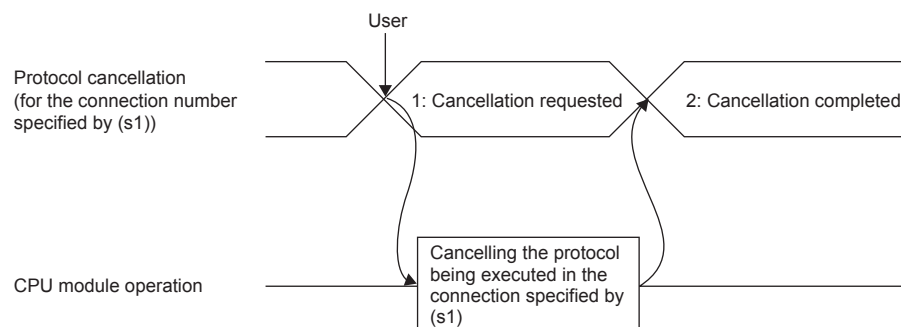 User
Protocol cancellation
(for the connection number
specified by (s1))
1: Cancellation requested
2: Cancellation completed
CPU module operation
Cancelling the protocol
being executed in the
connection specified by
(s1)